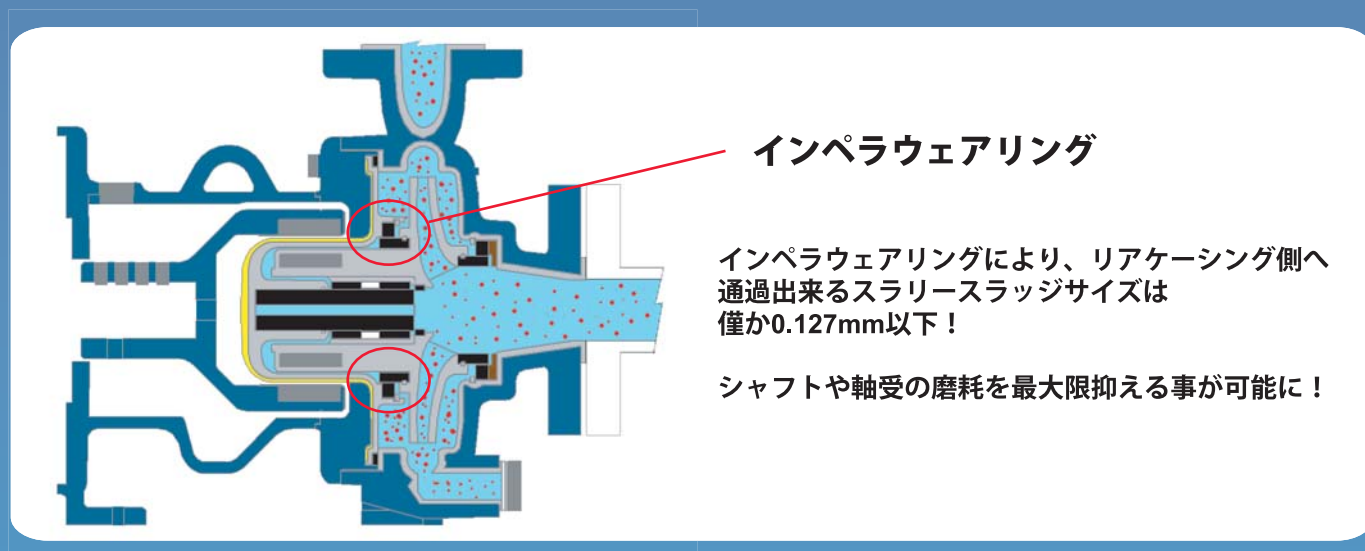 インペラウェアリング
インペラウェアリングにより、リアケーシング側へ
通過出来るスラリースラッジサイズは
僅か0.127mm以下！
シャフトや軸受の磨耗を最大限抑える事が可能に！